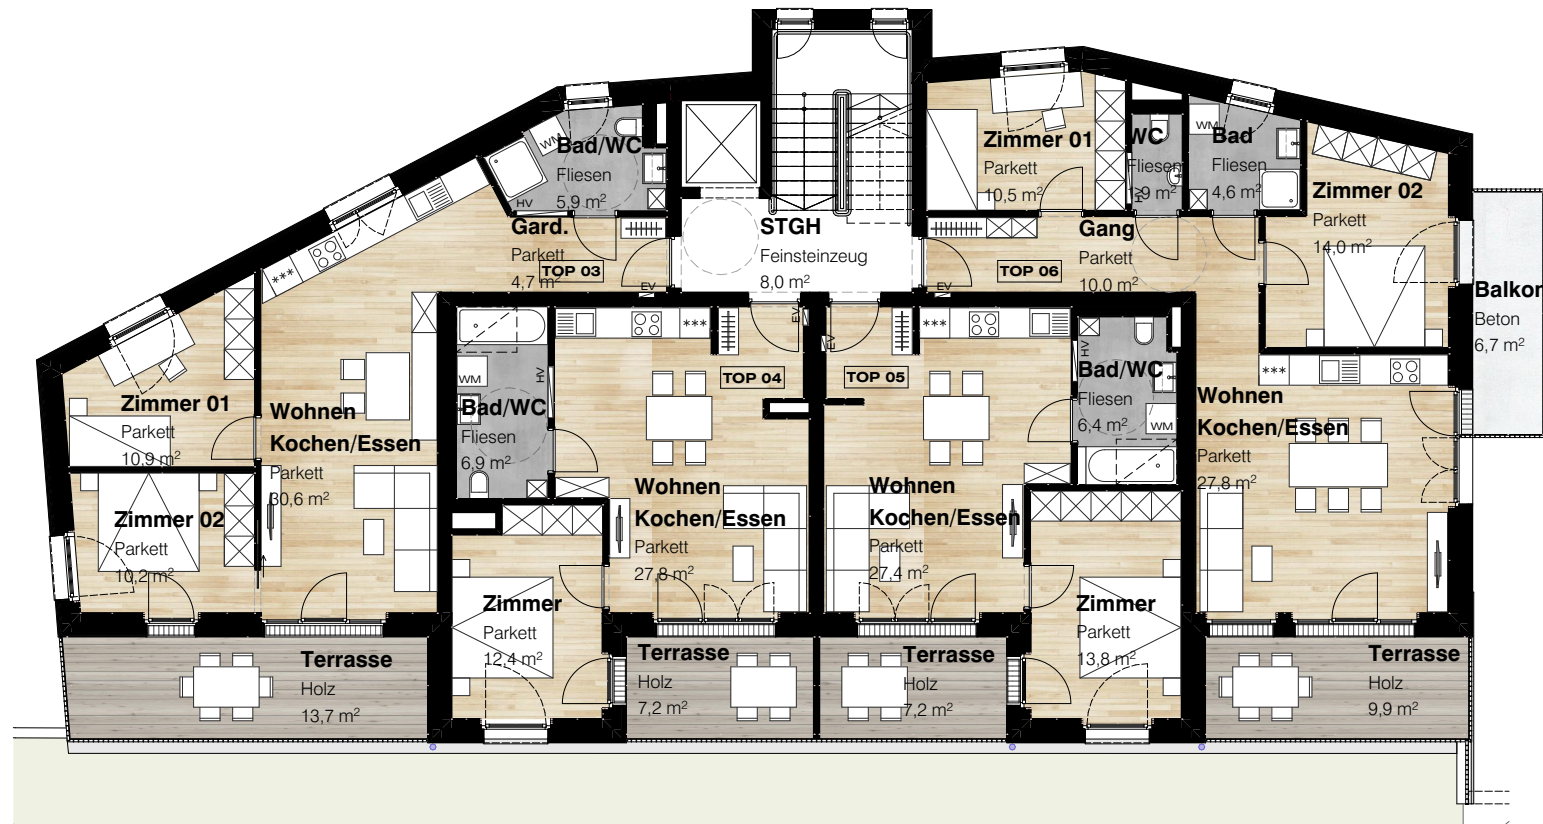 Bad/WC
Fliesen
5,9 m²
WM
HV
Gard.
Parkett
4,7 m²
TOP 03
EV
STGH
Feinsteinzeug
8,0 m²
Zimmer 01
Parkett
10,5 m²
WC
Fliesen
1,9 m²
HV
WM
Bad
Fliesen
4,6 m²
Zimmer 02
Parkett
14,0 m²
Gang
Parkett
10,0 m²
TOP 06
EV
Balkon
Beton
6,7 m²
***
Zimmer 01
Parkett
10,9 m²
Wohnen
Kochen/Essen
Parkett
30,6 m²
Zimmer 02
Parkett
10,2 m²
WM
HV
Bad/WC
Fliesen
6,9 m²
***
EV
TOP 04
Wohnen
Kochen/Essen
Parkett
27,8 m²
EV
***
TOP 05
Wohnen
Kochen/Essen
Parkett
27,4 m²
HV
Bad/WC
Fliesen
6,4 m²
WM
***
Wohnen
Kochen/Essen
Parkett
27,8 m²
Zimmer
Parkett
12,4 m²
Zimmer
Parkett
13,8 m²
Terrasse
Holz
13,7 m²
Terrasse
Holz
7,2 m²
Terrasse
Holz
7,2 m²
Terrasse
Holz
9,9 m²